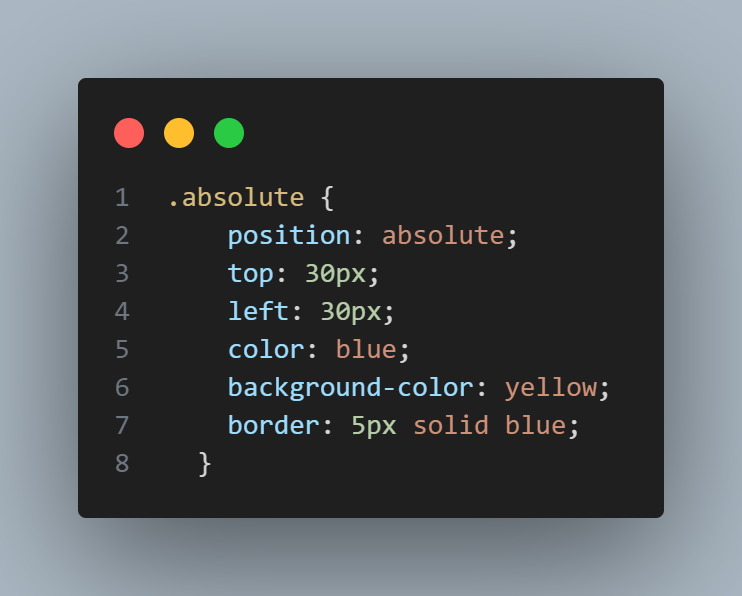 1 .absolute {
2 position: absolute;
3 top: 30px;
4 left: 30px;
5 color: blue;
6 background-color: yellow;
7 border: 5px solid blue;
8 }